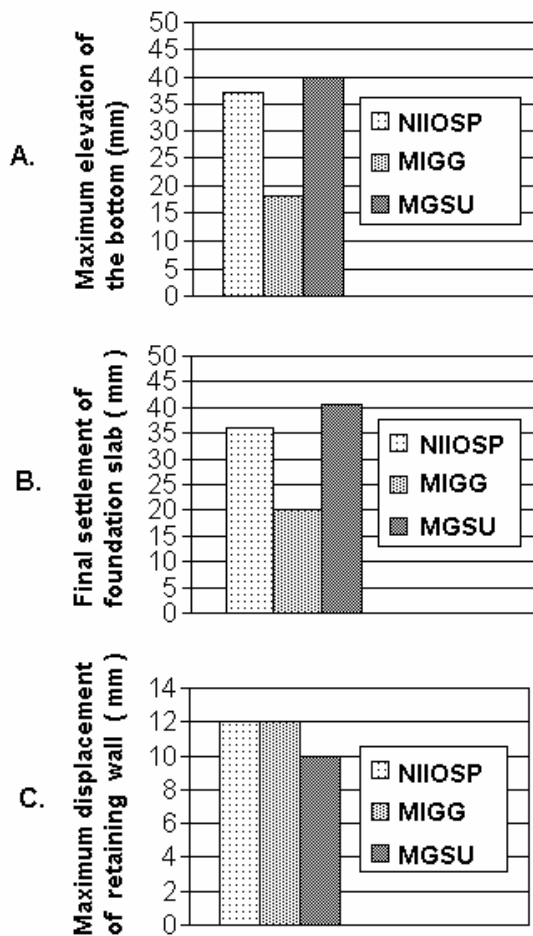 A.
Maximum elevation of
the bottom (mm)
50
45
40
35
30
25
20
15
10
5
0
NIIOSP
MIGG
MGSU
B.
Final settlement of
foundation slab ( mm )
50
45
40
35
30
25
20
15
10
5
0
NIIOSP
MIGG
MGSU
C.
Maximum displacement
of retaining wall ( mm )
14
12
10
8
6
4
2
0
NIIOSP
MIGG
MGSU